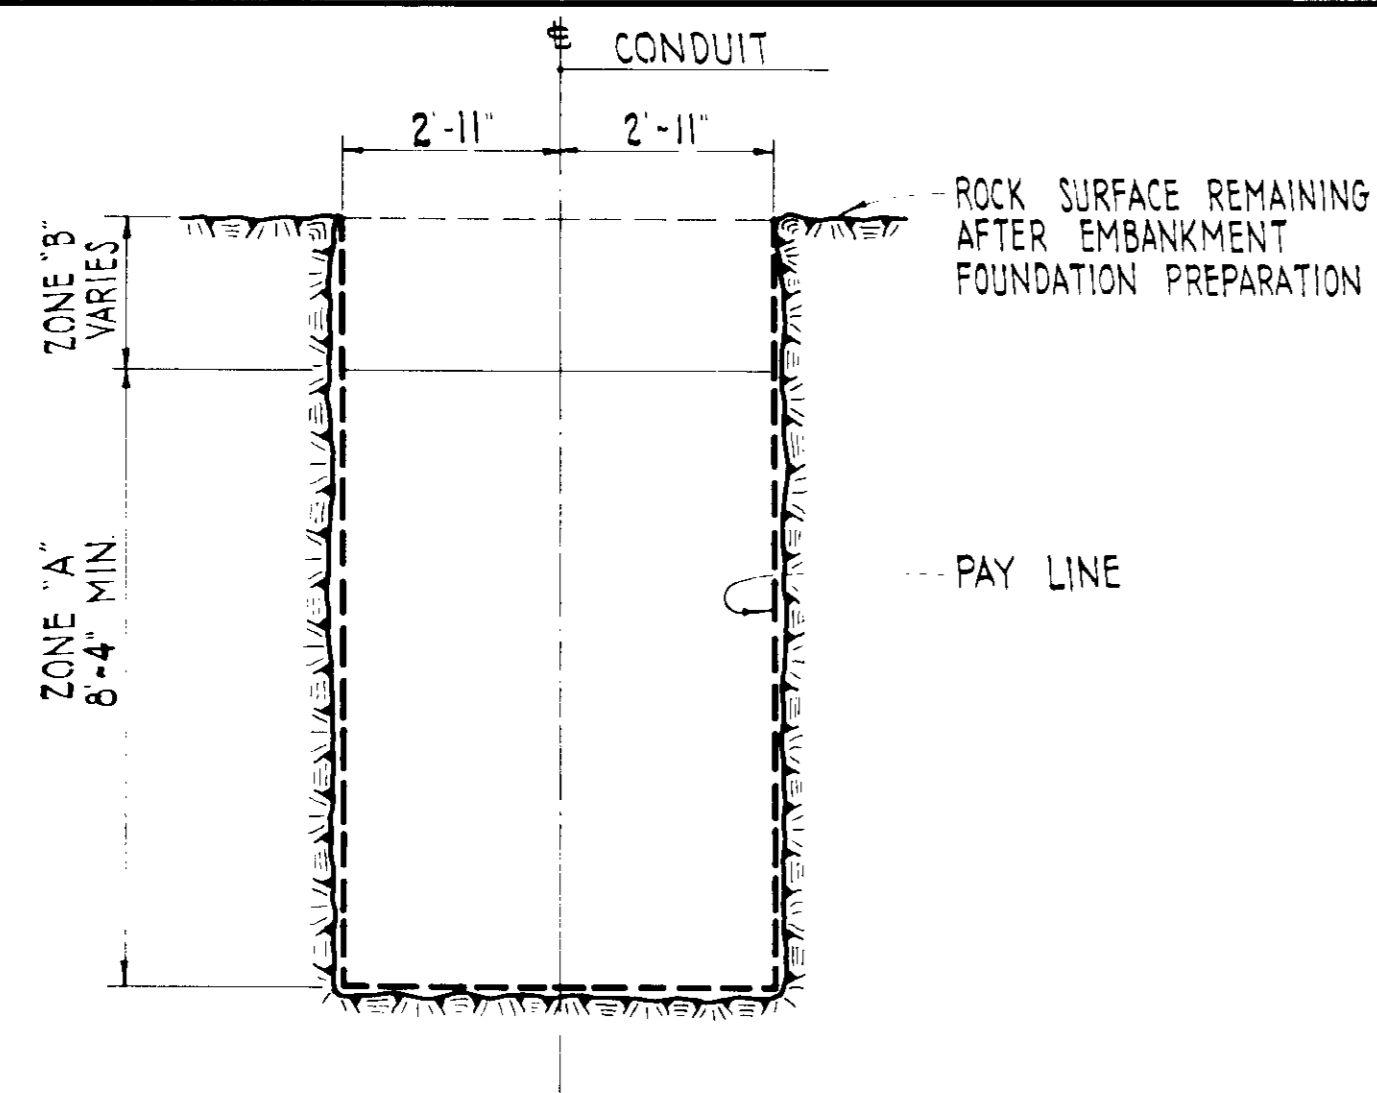 ℄ CONDUIT
2'-11" 2'-11"
ROCK SURFACE REMAINING
AFTER EMBANKMENT
FOUNDATION PREPARATION
ZONE "B"
VARIES
ZONE "A"
8'-4" MIN.
PAY LINE